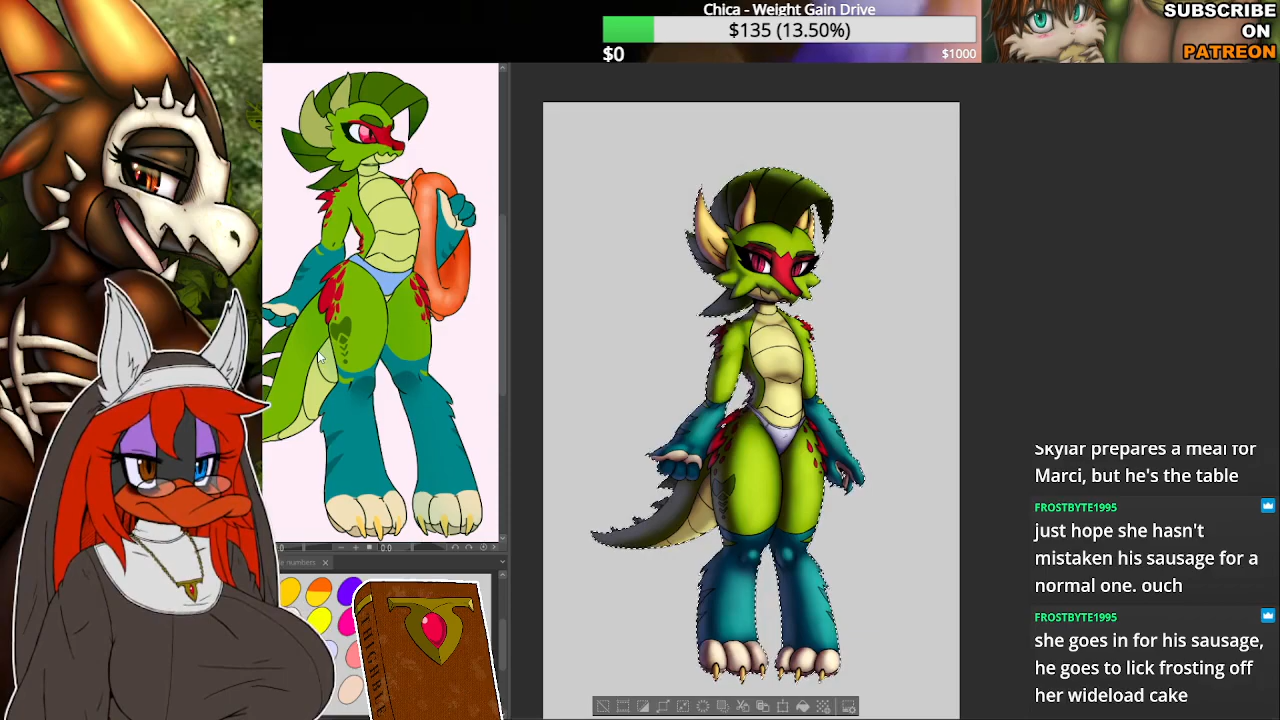 Chica - Weight Gain Drive
$135 (13.50%)
$0
$1000
SUBSCRIBE
ON
PATREON
Skylar prepares a meal for
Marci, but he's the table
FROSTBYTE1995
just hope she hasn't
mistaken his sausage for a
normal one. ouch
FROSTBYTE1995
she goes in for his sausage,
he goes to lick frosting off
her wideload cake
0:0